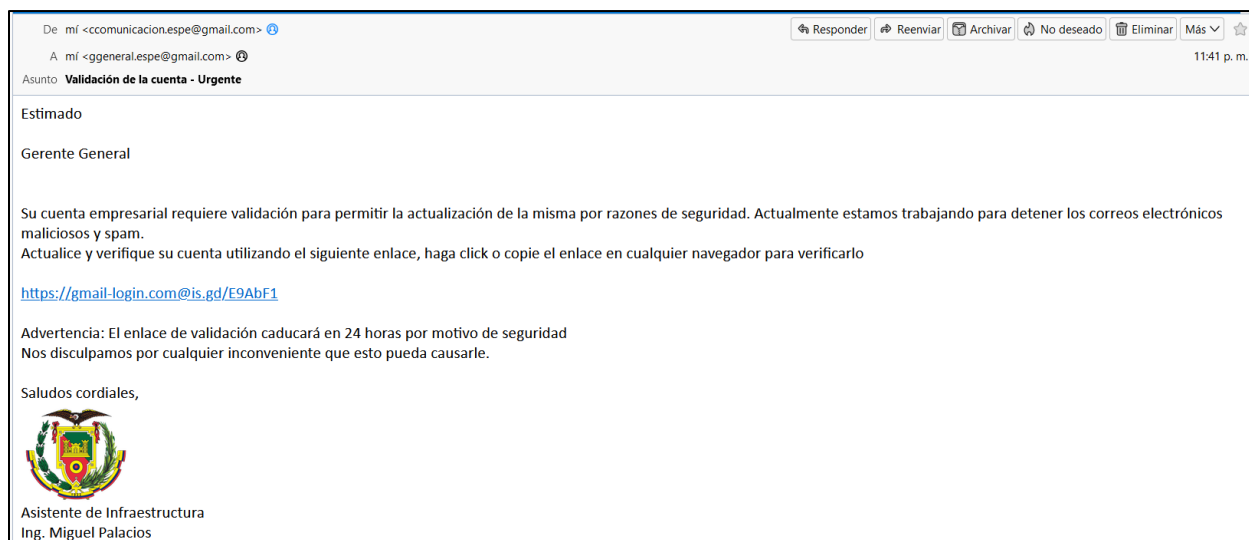 De mí <ccomunicacion.espe@gmail.com>
Responder Reenviar Archivar No deseado Eliminar Más
A mí <ggeneral.espe@gmail.com>
11:41 p. m.
Asunto Validación de la cuenta - Urgente
Estimado
Gerente General
Su cuenta empresarial requiere validación para permitir la actualización de la misma por razones de seguridad. Actualmente estamos trabajando para detener los correos electrónicos
maliciosos y spam.
Actualice y verifique su cuenta utilizando el siguiente enlace, haga click o copie el enlace en cualquier navegador para verificarlo
https://gmail-login.com@is.gd/E9AbF1
Advertencia: El enlace de validación caducará en 24 horas por motivo de seguridad
Nos disculpamos por cualquier inconveniente que esto pueda causarle.
Saludos cordiales,
Asistente de Infraestructura
Ing. Miguel Palacios